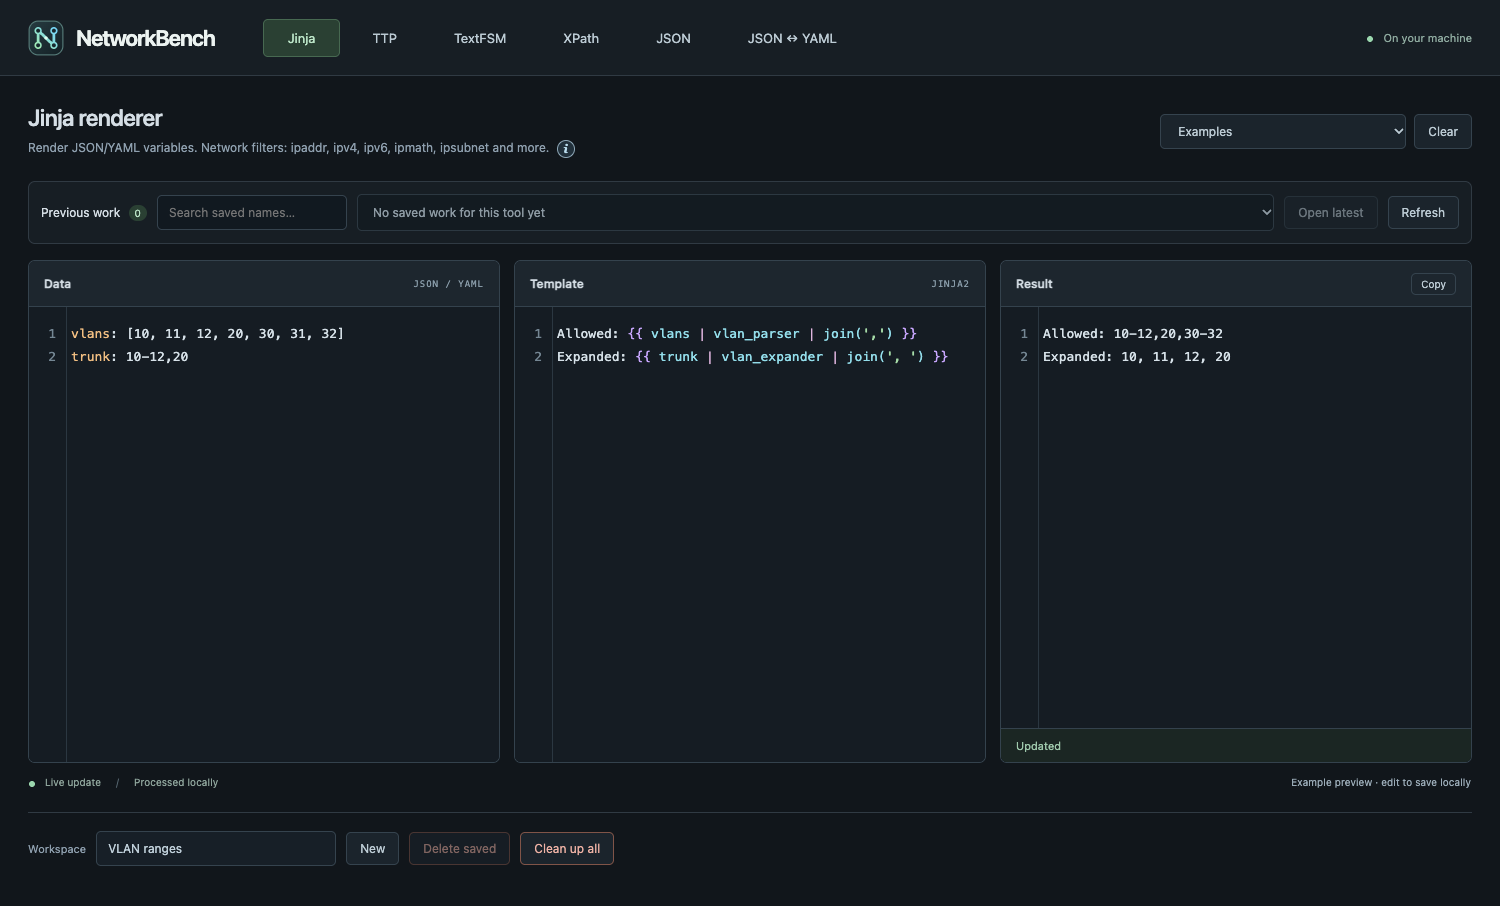 NetworkBench
Jinja
TTP
TextFSM
XPath
JSON
JSON ⇔ YAML
On your machine
Jinja renderer
Render JSON/YAML variables. Network filters: ipaddr, ipv4, ipv6, ipmath, ipsubnet and more.
i
Examples
Clear
Previous work
0
Search saved names...
No saved work for this tool yet
Open latest
Refresh
Data
JSON / YAML
1 vlans: [10, 11, 12, 20, 30, 31, 32]
2 trunk: 10-12,20
Template
JINJA2
1 Allowed: {{ vlans | vlan_parser | join(',') }}
2 Expanded: {{ trunk | vlan_expander | join(', ') }}
Result
Copy
1 Allowed: 10-12,20,30-32
2 Expanded: 10, 11, 12, 20
Updated
Live update / Processed locally
Example preview · edit to save locally
Workspace
VLAN ranges
New
Delete saved
Clean up all